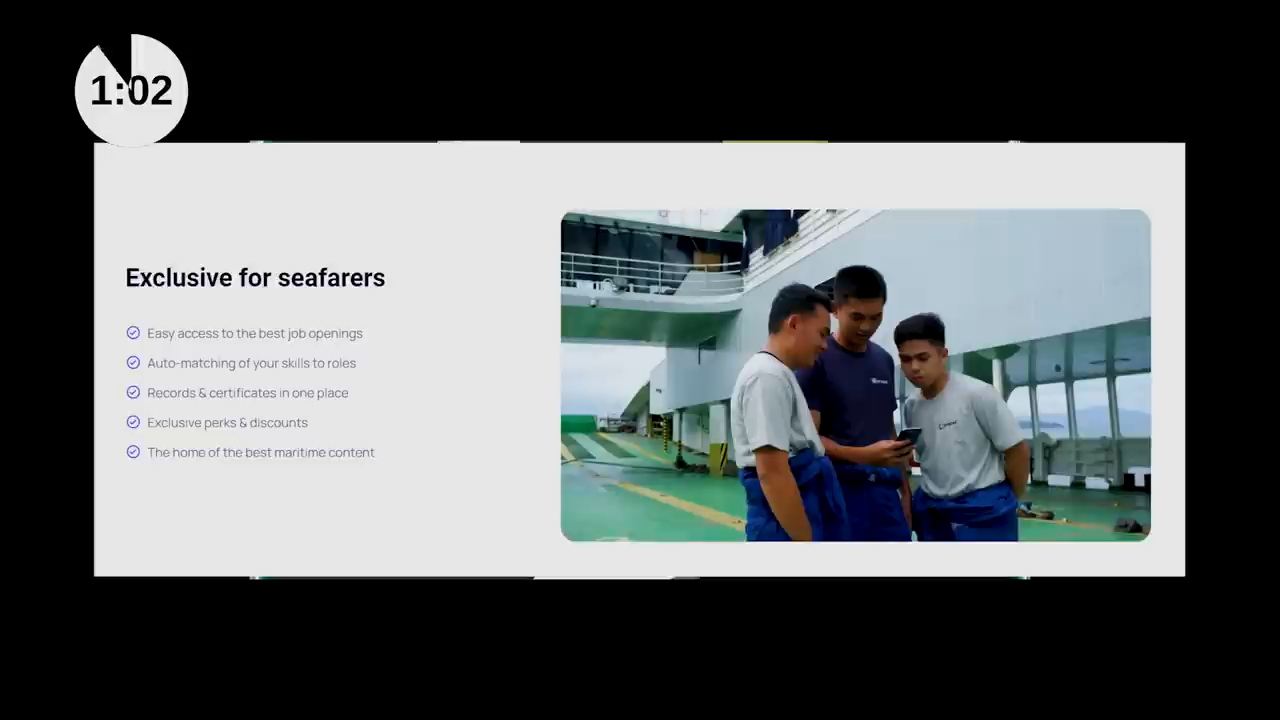 1:02
Exclusive for seafarers
Easy access to the best job openings
Auto-matching of your skills to roles
Records & certificates in one place
Exclusive perks & discounts
The home of the best maritime content